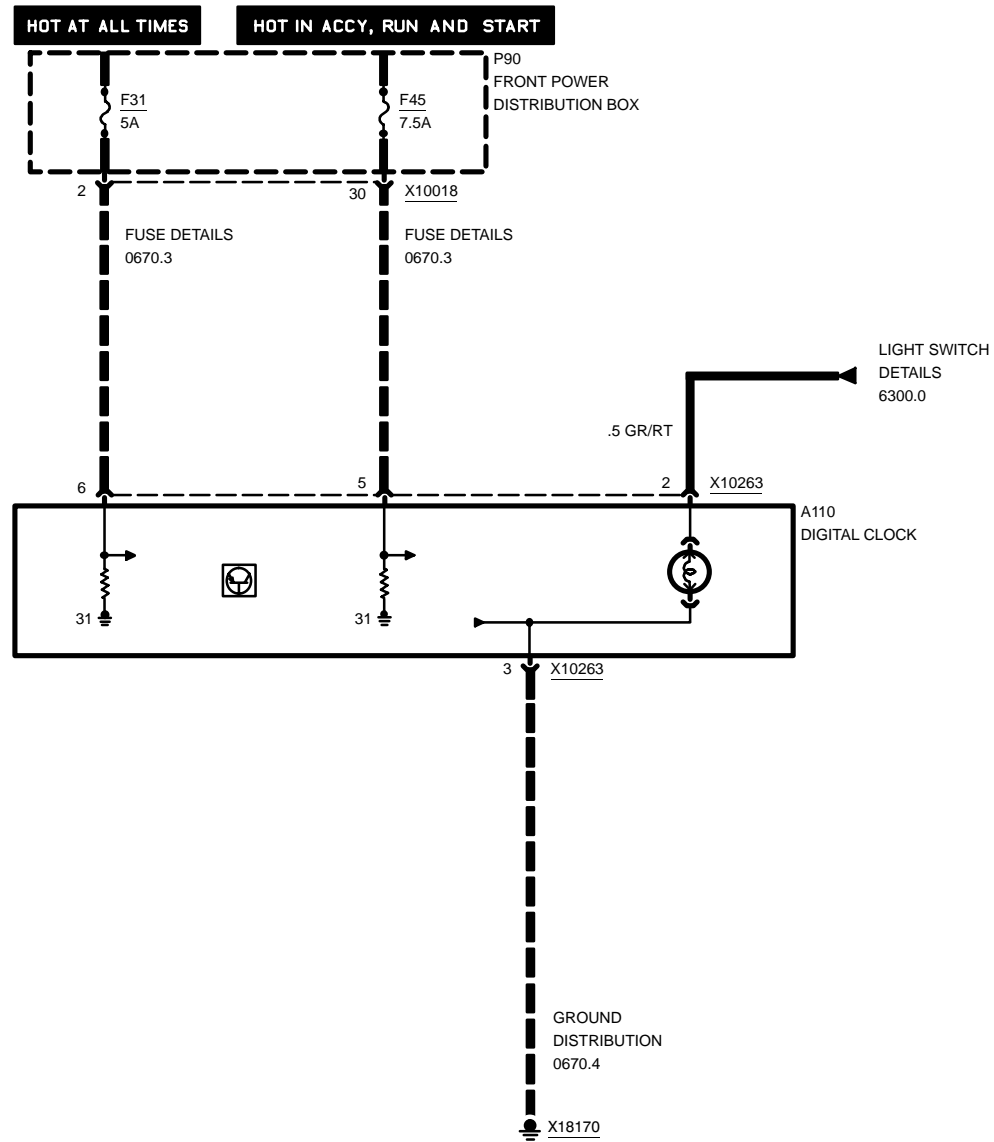 HOT AT ALL TIMES
HOT IN ACCY, RUN AND START
P90
FRONT POWER
DISTRIBUTION BOX
F31
5A
F45
7.5A
2
30
X10018
FUSE DETAILS
0670.3
FUSE DETAILS
0670.3
LIGHT SWITCH
DETAILS
6300.0
.5 GR/RT
6
5
2
X10263
A110
DIGITAL CLOCK
31
31
3
X10263
GROUND
DISTRIBUTION
0670.4
X18170